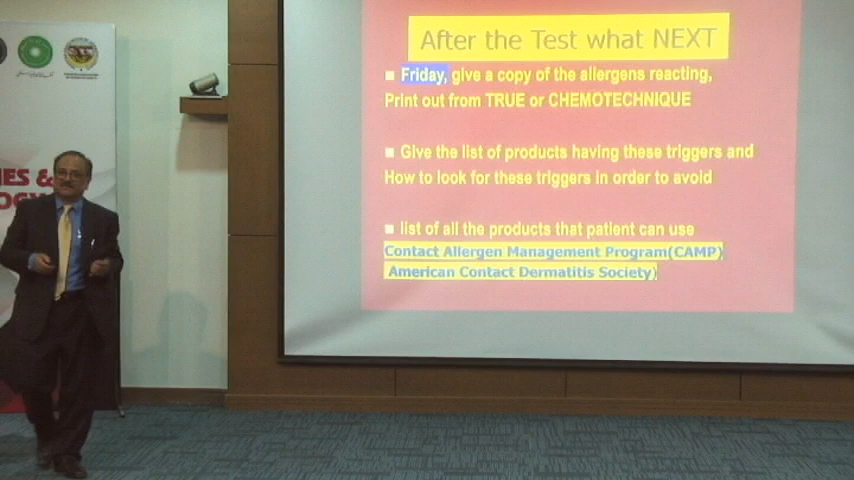 After the Test what NEXT
Friday, give a copy of the allergens reacting,
Print out from TRUE or CHEMOTECHNIQUE
Give the list of products having these triggers and
How to look for these triggers in order to avoid
list of all the products that patient can use
Contact Allergen Management Program(CAMP)
American Contact Dermatitis Society)
IES &
OGY